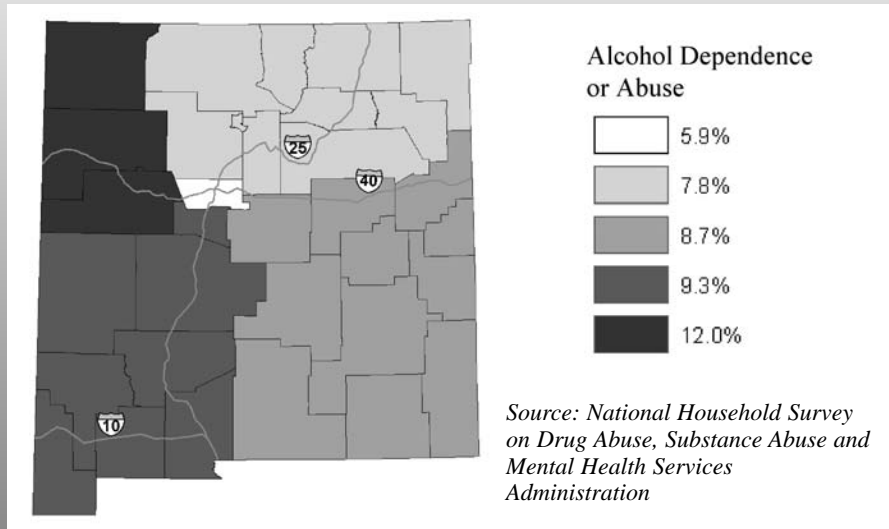 25
40
10
Alcohol Dependence
or Abuse
5.9%
7.8%
8.7%
9.3%
12.0%
Source: National Household Survey
on Drug Abuse, Substance Abuse and
Mental Health Services
Administration